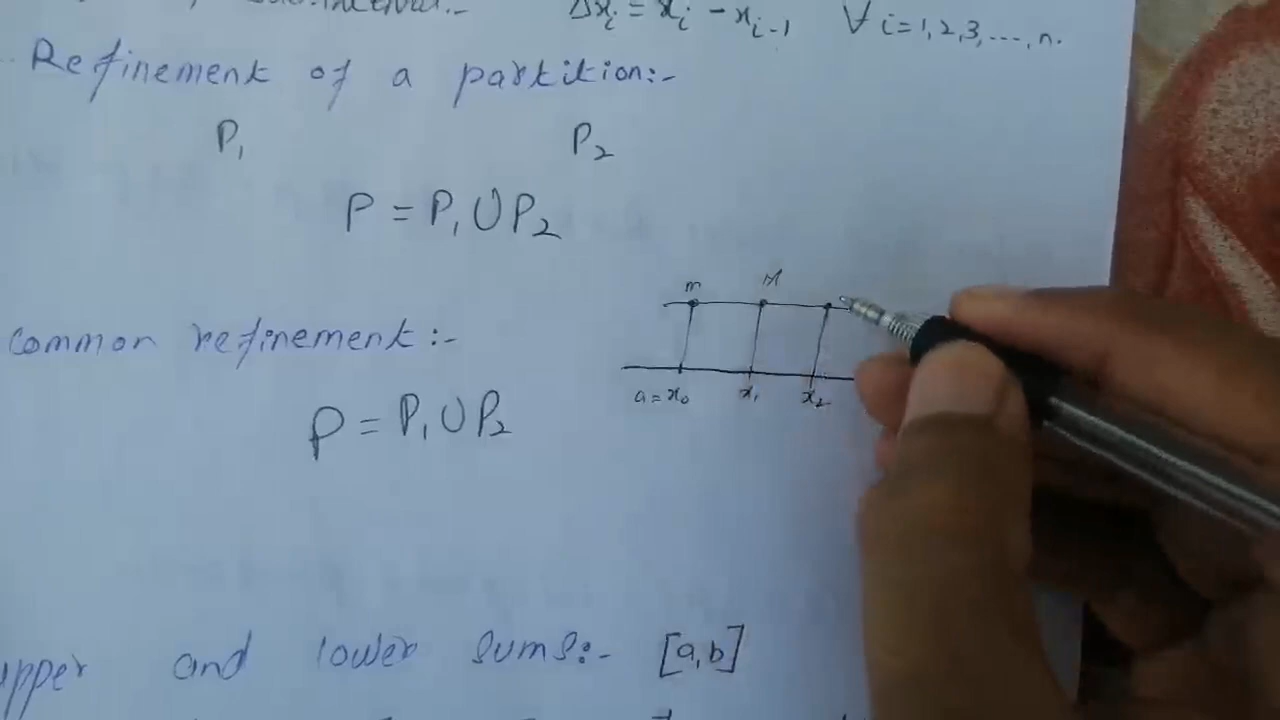 Δxᵢ = xᵢ - xᵢ₋₁ ∀ i=1,2,3,...,n.
Refinement of a partition:-
P₁ P₂
P = P₁ ∪ P₂
m M
Common refinement:-
a = x₀ x₁ x₂
P = P₁ ∪ P₂
upper and lower sums:- [a,b]